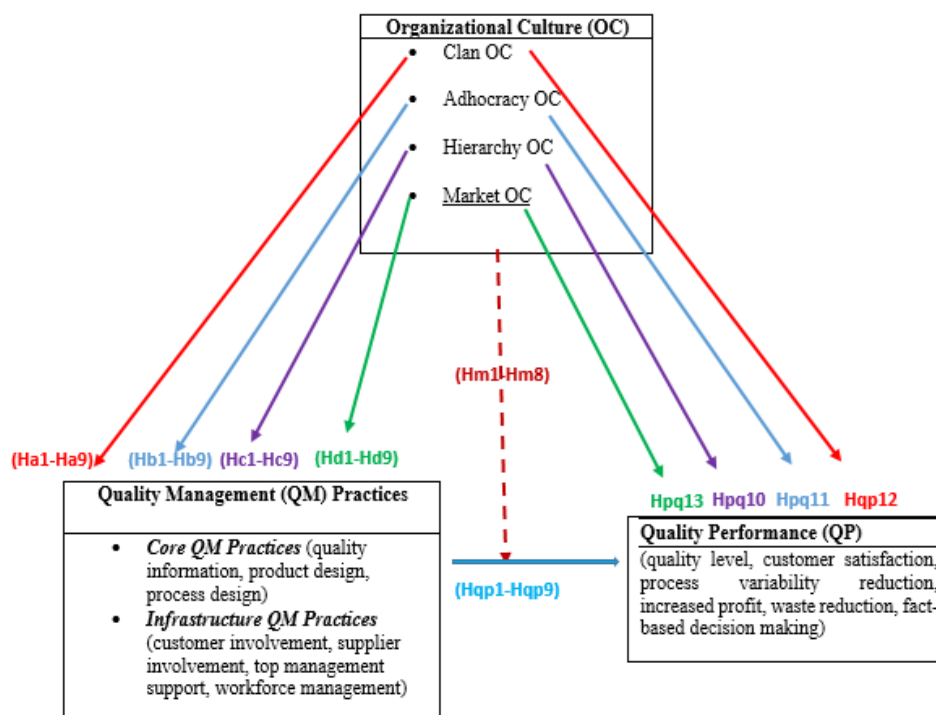 Organizational Culture (OC)
• Clan OC
• Adhocracy OC
• Hierarchy OC
• Market OC
(Hm1-Hm8)
(Ha1-Ha9) (Hb1-Hb9) (Hc1-Hc9) (Hd1-Hd9)
Quality Management (QM) Practices
• Core QM Practices (quality
information, product design,
process design)
• Infrastructure QM Practices
(customer involvement, supplier
involvement, top management
support, workforce management)
(Hqp1-Hqp9)
Hpq13 Hpq10 Hpq11 Hqp12
Quality Performance (QP)
(quality level, customer satisfaction,
process variability reduction,
increased profit, waste reduction, fact-
based decision making)